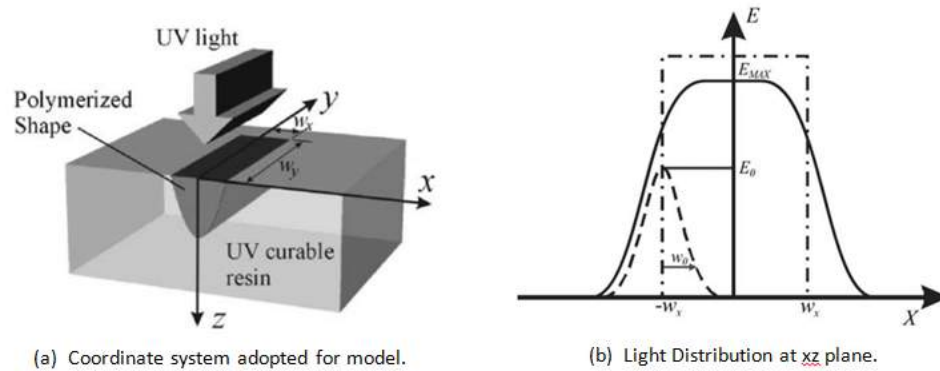 UV light
Polymerized
Shape
y
w_x
w_y
x
UV curable
resin
z
(a) Coordinate system adopted for model.
E
E_MAX
E_0
w_0
-w_x
w_x
X
(b) Light Distribution at xz plane.